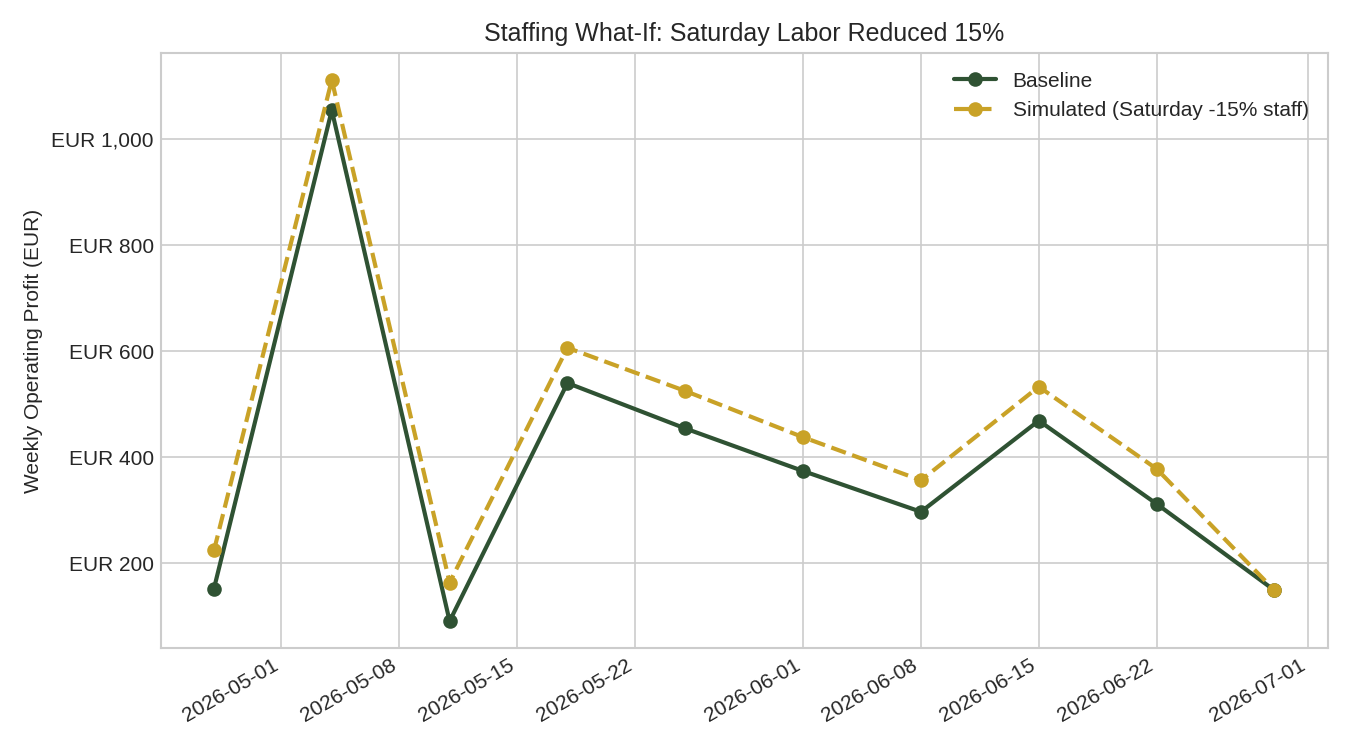 Staffing What-If: Saturday Labor Reduced 15%
Baseline
Simulated (Saturday -15% staff)
Weekly Operating Profit (EUR)
EUR 1,000
EUR 800
EUR 600
EUR 400
EUR 200
2026-05-01
2026-05-08
2026-05-15
2026-05-22
2026-06-01
2026-06-08
2026-06-15
2026-06-22
2026-07-01